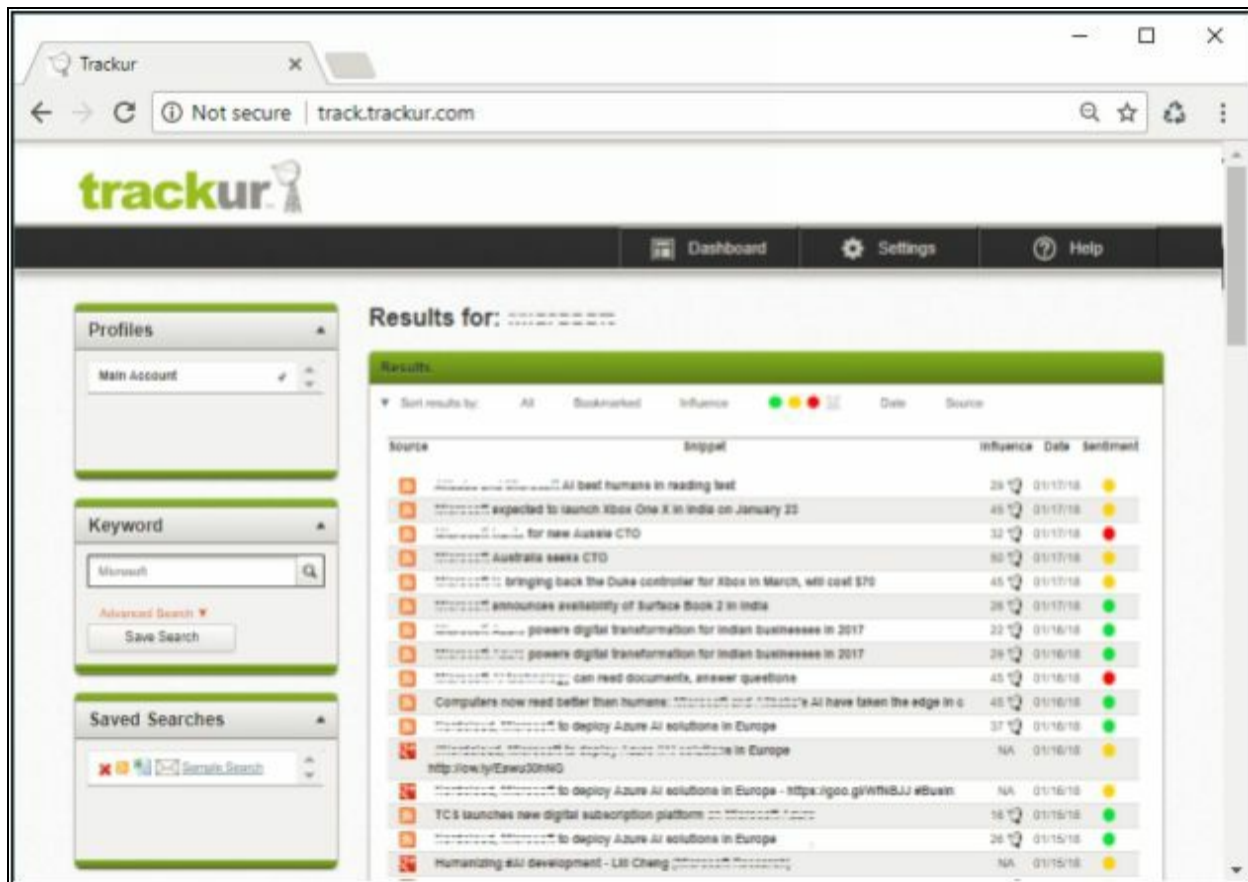 Trackur
Not secure | track.trackur.com
trackur
Dashboard Settings Help
Profiles
Main Account
Keyword
Microsoft
Advanced Search ▼
Save Search
Saved Searches
Sample Search
Results for:
Results
Sort results by: All Bookmarked Influence Date Source
Source Snippet Influence Date Sentiment
AI best humans in reading test 29 01/17/18
expected to launch Xbox One X in India on January 23 45 01/17/18
for new Aussie CTO 32 01/17/18
Australia seeks CTO 01/17/18
bringing back the Duke controller for Xbox in March, will cost $70 45 01/17/18
announces availability of Surface Book 2 in India 26 01/17/18
powers digital transformation for Indian businesses in 2017 22 01/16/18
powers digital transformation for Indian businesses in 2017 29 01/16/18
can read documents, answer questions 45 01/16/18
Computers now read better than humans: AI have taken the edge in c 45 01/16/18
to deploy Azure AI solutions in Europe 37 01/16/18
in Europe NA 01/16/18
to deploy Azure AI solutions in Europe - NA 01/16/18
TCS launches new digital subscription platform 16 01/15/18
to deploy Azure AI solutions in Europe 26 01/15/18
Humanizing #AI development - Lili Cheng NA 01/15/18